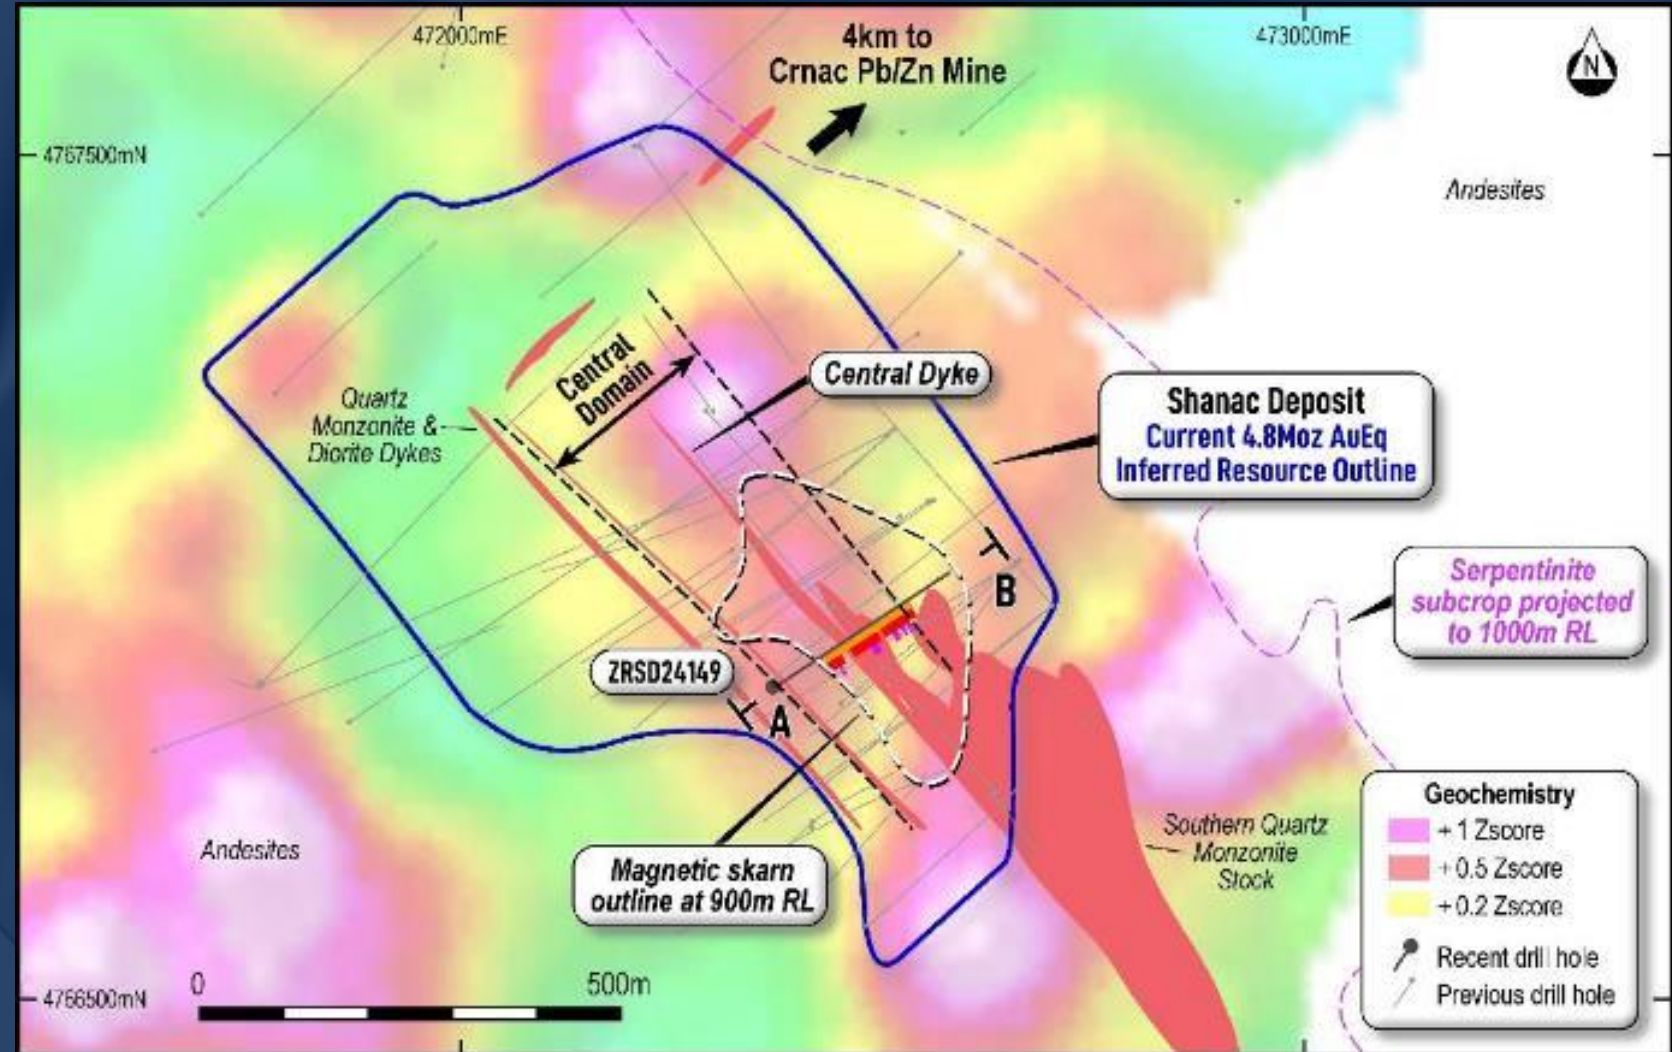 472000mE
473000mE
4km to
Crnac Pb/Zn Mine
N
4767500mN
Andesites
Central
Domain
Central Dyke
Quartz
Monzonite &
Diorite Dykes
Shanac Deposit
Current 4.8Moz AuEq
Inferred Resource Outline
B
Serpentinite
subcrop projected
to 1000m RL
ZRSD24149
A
Andesites
Magnetic skarn
outline at 900m RL
Southern Quartz
Monzonite
Stock
Geochemistry
+1 Zscore
+0.5 Zscore
+0.2 Zscore
Recent drill hole
Previous drill hole
0
500m
4766500mN